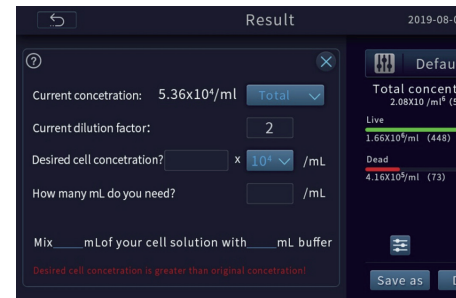 Result
2019-08-0
?
Current concetration: 5.36x10⁴/ml Total
Current dilution factor: 2
Desired cell concetration? x 10⁴ /mL
How many mL do you need? /mL
Mix____mLof your cell solution with____mL buffer
Desired cell concetration is greater than original concetration!
Defau
Total concent
2.08X10 /ml⁶ (5
Live
1.66X10⁶/ml (448)
Dead
4.16X10⁵/ml (73)
Save as
D